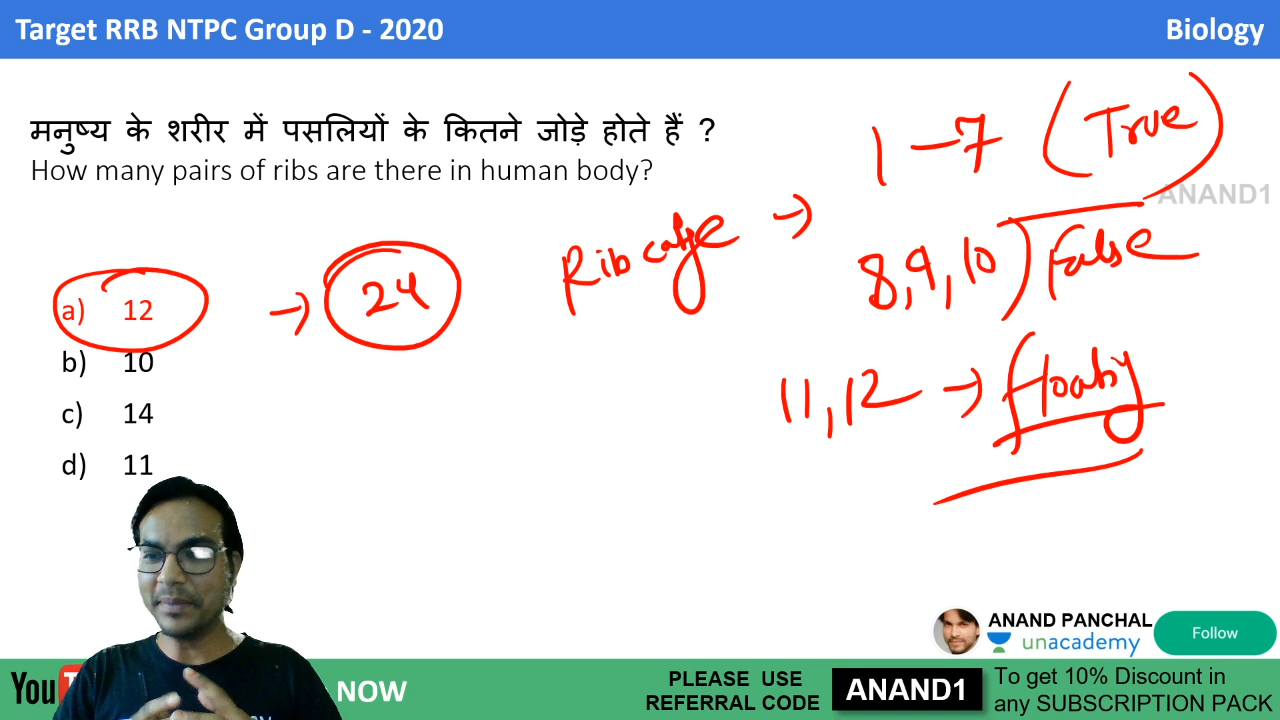 Target RRB NTPC Group D - 2020
Biology
मनुष्य के शरीर में पसलियों के कितने जोड़े होते हैं ?
How many pairs of ribs are there in human body?
1 - 7 (True)
ANAND1
Rib cage →
8, 9, 10) false
a) 12 → 24
b) 10
11, 12 →
c) 14
d) 11
ANAND PANCHAL
unacademy
Follow
You
NOW
PLEASE USE
REFERRAL CODE
ANAND1
To get 10% Discount in
any SUBSCRIPTION PACK